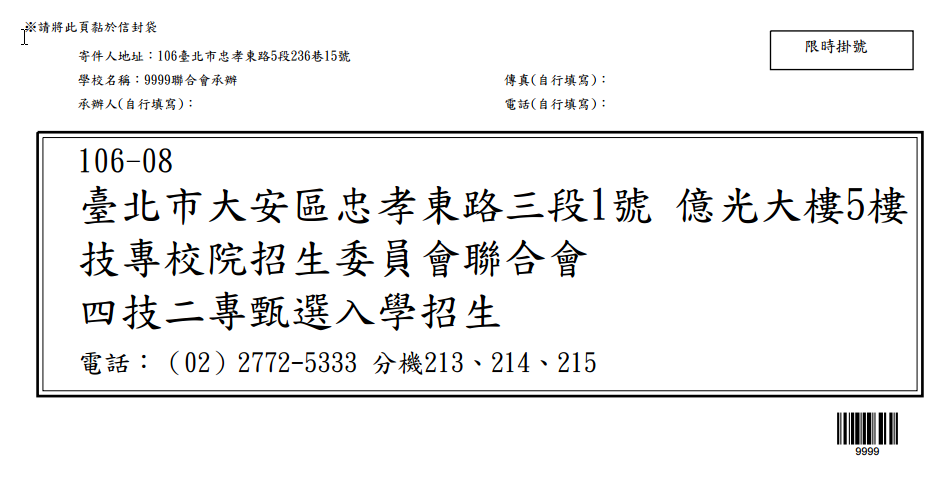 ※請將此頁黏於信封袋
限時掛號
寄件人地址：106臺北市忠孝東路5段236巷15號
學校名稱：9999聯合會承辦
傳真(自行填寫)：
承辦人(自行填寫)：
電話(自行填寫)：
106-08
臺北市大安區忠孝東路三段1號 億光大樓5樓
技專校院招生委員會聯合會
四技二專甄選入學招生
電話：（02）2772-5333 分機213、214、215
9999